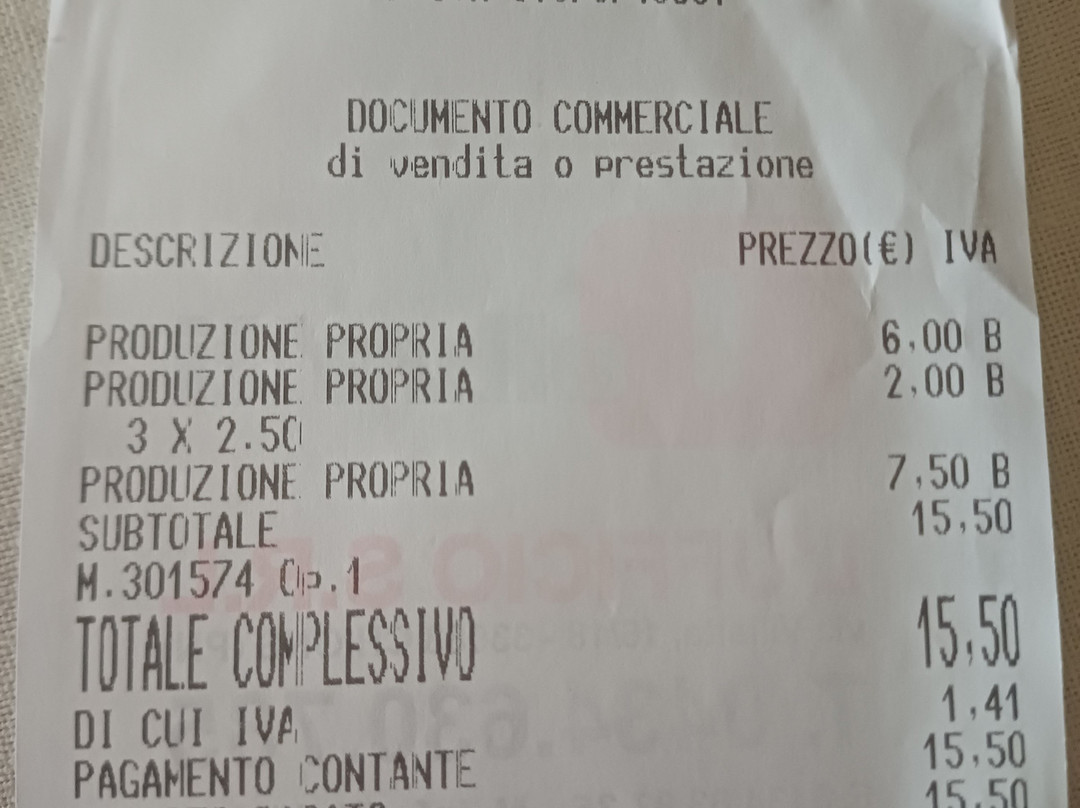 DOCUMENTO COMMERCIALE
di vendita o prestazione
DESCRIZIONE PREZZO(€) IVA
PRODUZIONE PROPRIA 6,00 B
PRODUZIONE PROPRIA 2,00 B
3 X 2.50
PRODUZIONE PROPRIA 7,50 B
SUBTOTALE 15,50
M.301574 Op.1
TOTALE COMPLESSIVO 15,50
DI CUI IVA 1,41
PAGAMENTO CONTANTE 15,50
15,50